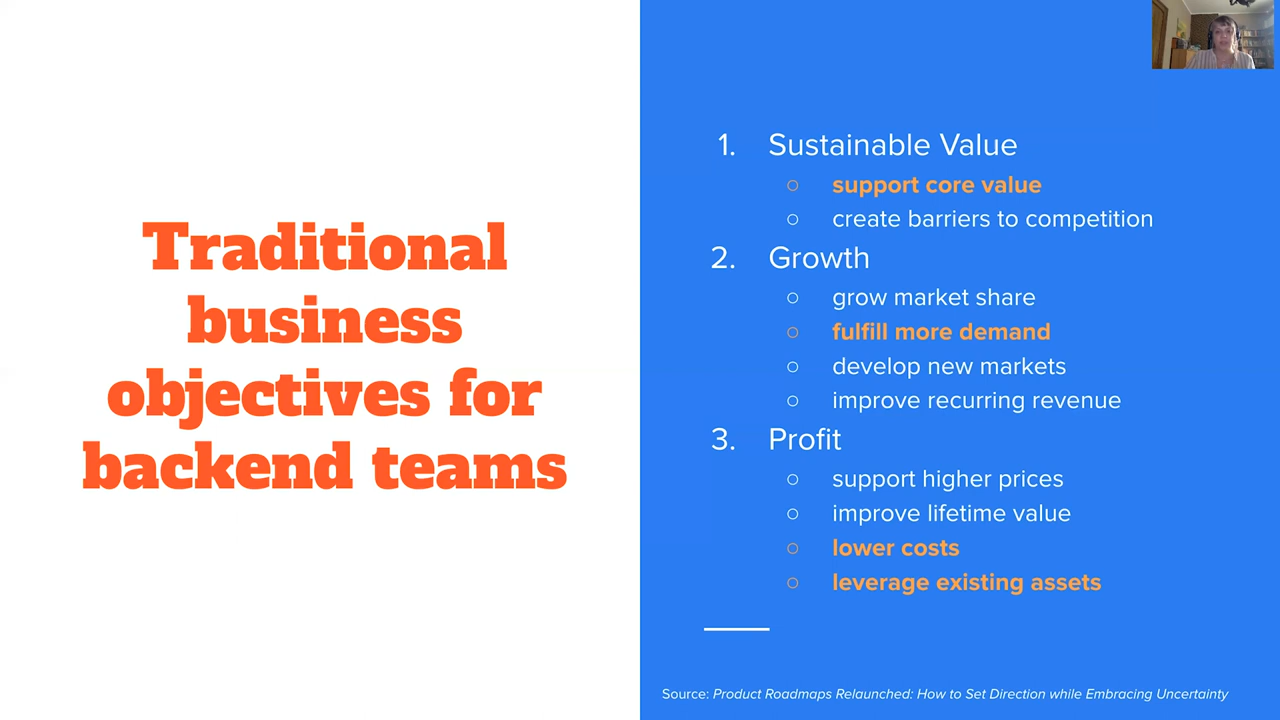 Traditional
business
objectives for
backend teams
1. Sustainable Value
○ support core value
○ create barriers to competition
2. Growth
○ grow market share
○ fulfill more demand
○ develop new markets
○ improve recurring revenue
3. Profit
○ support higher prices
○ improve lifetime value
○ lower costs
○ leverage existing assets
Source: Product Roadmaps Relaunched: How to Set Direction while Embracing Uncertainty